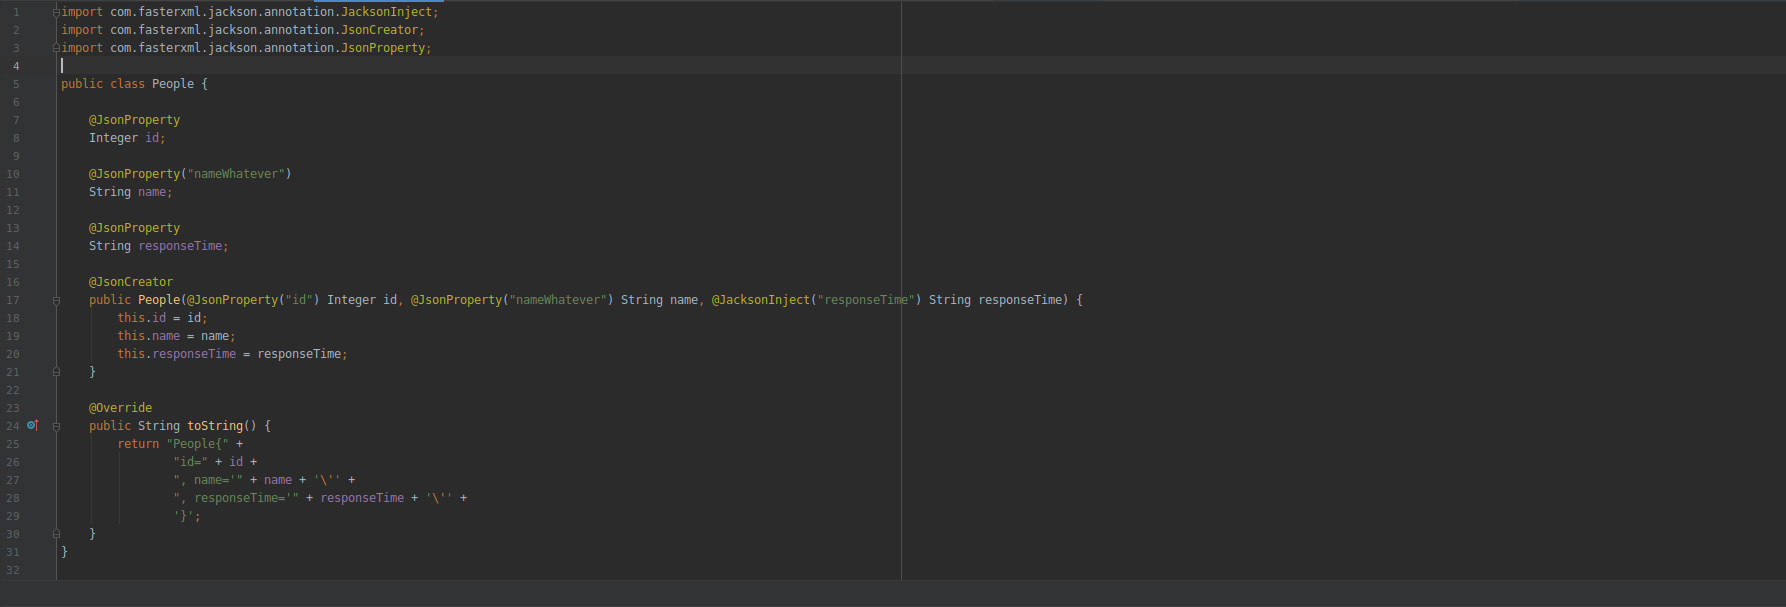 1 import com.fasterxml.jackson.annotation.JacksonInject;
2 import com.fasterxml.jackson.annotation.JsonCreator;
3 import com.fasterxml.jackson.annotation.JsonProperty;
4
5 public class People {
6
7     @JsonProperty
8     Integer id;
9
10     @JsonProperty("nameWhatever")
11     String name;
12
13     @JsonProperty
14     String responseTime;
15
16     @JsonCreator
17     public People(@JsonProperty("id") Integer id, @JsonProperty("nameWhatever") String name, @JacksonInject("responseTime") String responseTime) {
18         this.id = id;
19         this.name = name;
20         this.responseTime = responseTime;
21     }
22
23     @Override
24     public String toString() {
25         return "People{" +
26                 "id=" + id +
27                 ", name='" + name + '\'' +
28                 ", responseTime='" + responseTime + '\'' +
29                 '}';
30     }
31 }
32